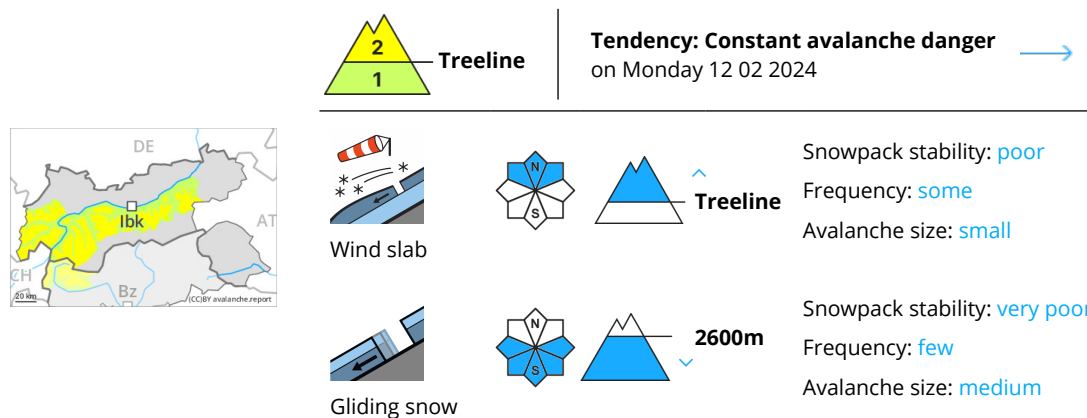 2
1
Treeline
Tendency: Constant avalanche danger
on Monday 12 02 2024
DE
Ibk
AT
CH
Bz
20 km
(CC)BY avalanche.report
Wind slab
N
S
Treeline
Snowpack stability: poor
Frequency: some
Avalanche size: small
Gliding snow
N
S
2600m
Snowpack stability: very poor
Frequency: few
Avalanche size: medium